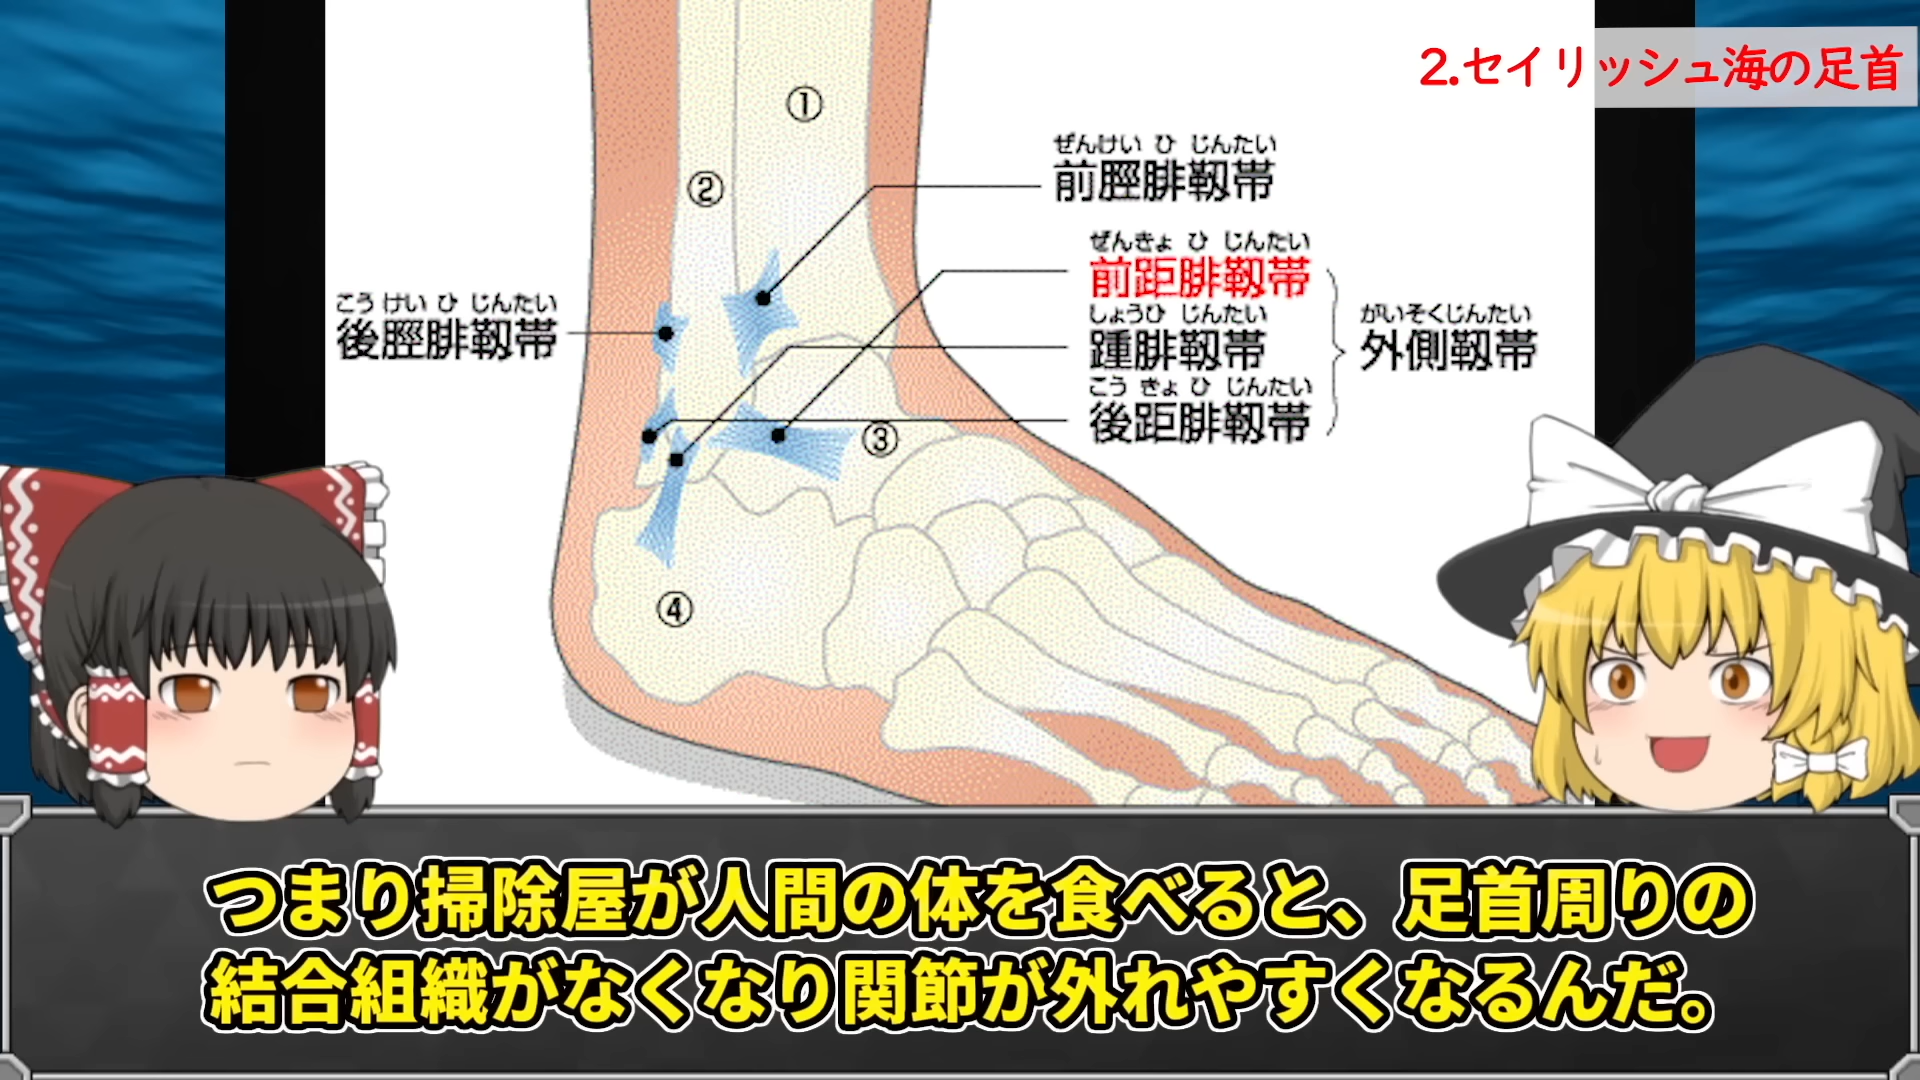 2.セイリッシュ海の足首
①
ぜんけい ひ じんたい
前脛腓靱帯
②
ぜんきょ ひ じんたい
前距腓靱帯
こうけい ひ じんたい
後脛腓靱帯
しょうひ じんたい
踵腓靱帯
がいそくじんたい
外側靱帯
こうきょ ひ じんたい
後距腓靱帯
③
④
つまり掃除屋が人間の体を食べると、足首周りの
結合組織がなくなり関節が外れやすくなるんだ。